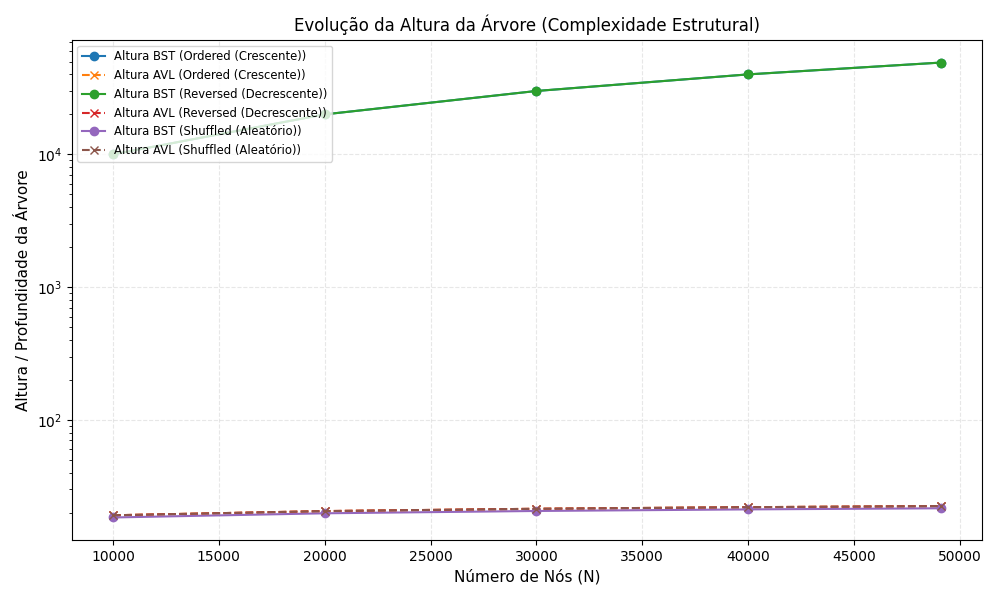 Evolução da Altura da Árvore (Complexidade Estrutural)
Altura BST (Ordered (Crescente))
Altura AVL (Ordered (Crescente))
Altura BST (Reversed (Decrescente))
Altura AVL (Reversed (Decrescente))
Altura BST (Shuffled (Aleatório))
Altura AVL (Shuffled (Aleatório))
Altura / Profundidade da Árvore
10⁴
10³
10²
10000 15000 20000 25000 30000 35000 40000 45000 50000
Número de Nós (N)